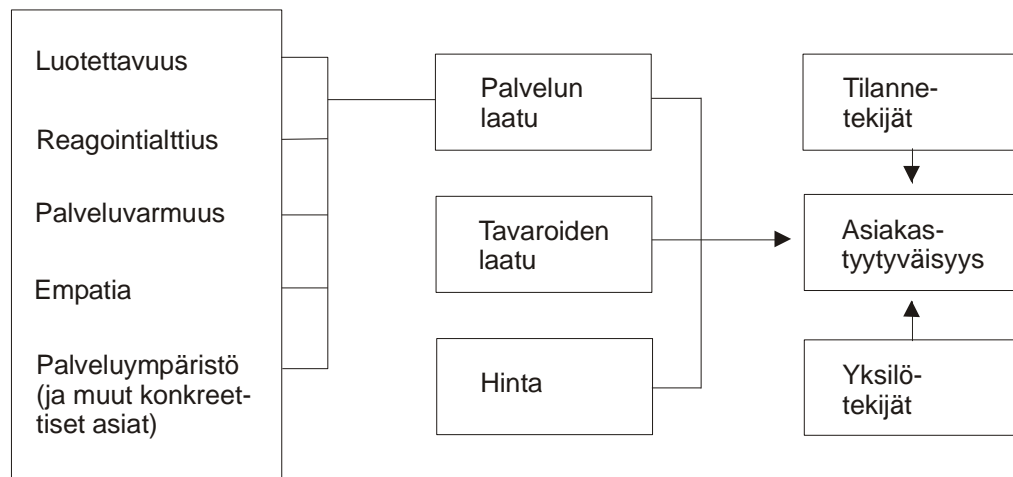 Luotettavuus
Reagointialttius
Palveluvarmuus
Empatia
Palveluympäristö
(ja muut konkreet-
tiset asiat)
Palvelun
laatu
Tavaroiden
laatu
Hinta
Tilanne-
tekijät
Asiakas-
tyytyväisyys
Yksilö-
tekijät